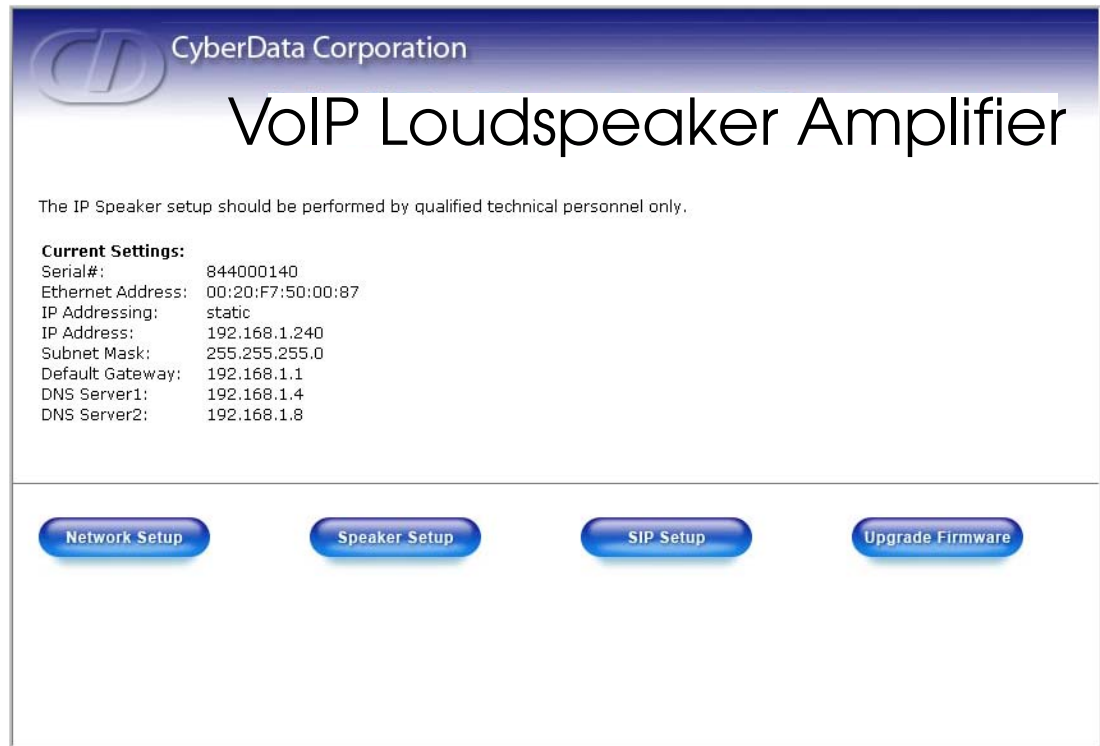 CD CyberData Corporation
VoIP Loudspeaker Amplifier
The IP Speaker setup should be performed by qualified technical personnel only.
Current Settings:
Serial#: 844000140
Ethernet Address: 00:20:F7:50:00:87
IP Addressing: static
IP Address: 192.168.1.240
Subnet Mask: 255.255.255.0
Default Gateway: 192.168.1.1
DNS Server1: 192.168.1.4
DNS Server2: 192.168.1.8
Network Setup Speaker Setup SIP Setup Upgrade Firmware